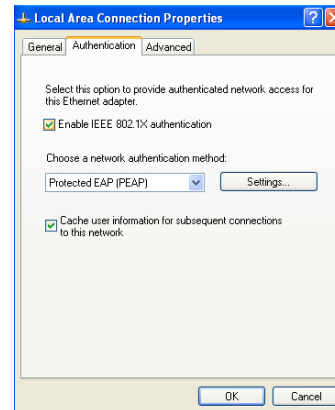 Local Area Connection Properties
General Authentication Advanced
Select this option to provide authenticated network access for
this Ethernet adapter.
Enable IEEE 802.1X authentication
Choose a network authentication method:
Protected EAP (PEAP) Settings...
Cache user information for subsequent connections
to this network
OK Cancel